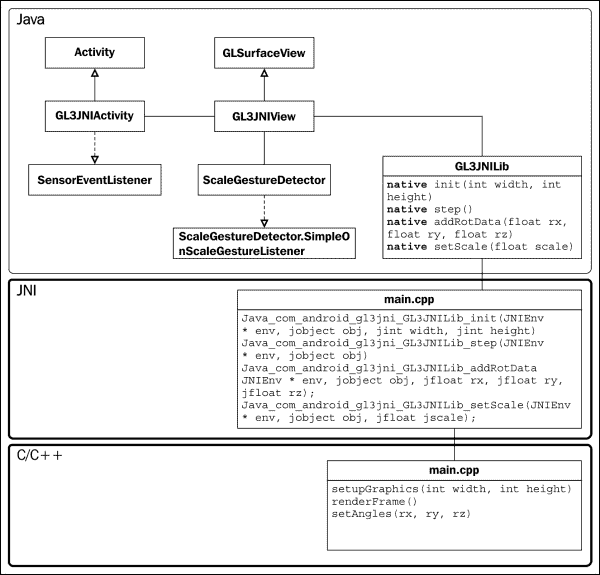 Java
Activity
GLSurfaceView
GL3JNIActivity
GL3JNIView
GL3JNILib
native init(int width, int
height)
native step()
native addRotData(float rx,
float ry, float rz)
native setScale(float scale)
SensorEventListener
ScaleGestureDetector
ScaleGestureDetector.SimpleO
nScaleGestureListener
JNI
main.cpp
Java_com_android_gl3jni_GL3JNILib_init(JNIEnv
* env, jobject obj, jint width, jint height)
Java_com_android_gl3jni_GL3JNILib_step(JNIEnv
* env, jobject obj)
Java_com_android_gl3jni_GL3JNILib_addRotData
JNIEnv * env, jobject obj, jfloat rx, jfloat ry,
jfloat rz);
Java_com_android_gl3jni_GL3JNILib_setScale(JNIEnv
* env, jobject obj, jfloat jscale);
C/C++
main.cpp
setupGraphics(int width, int height)
renderFrame()
setAngles(rx, ry, rz)